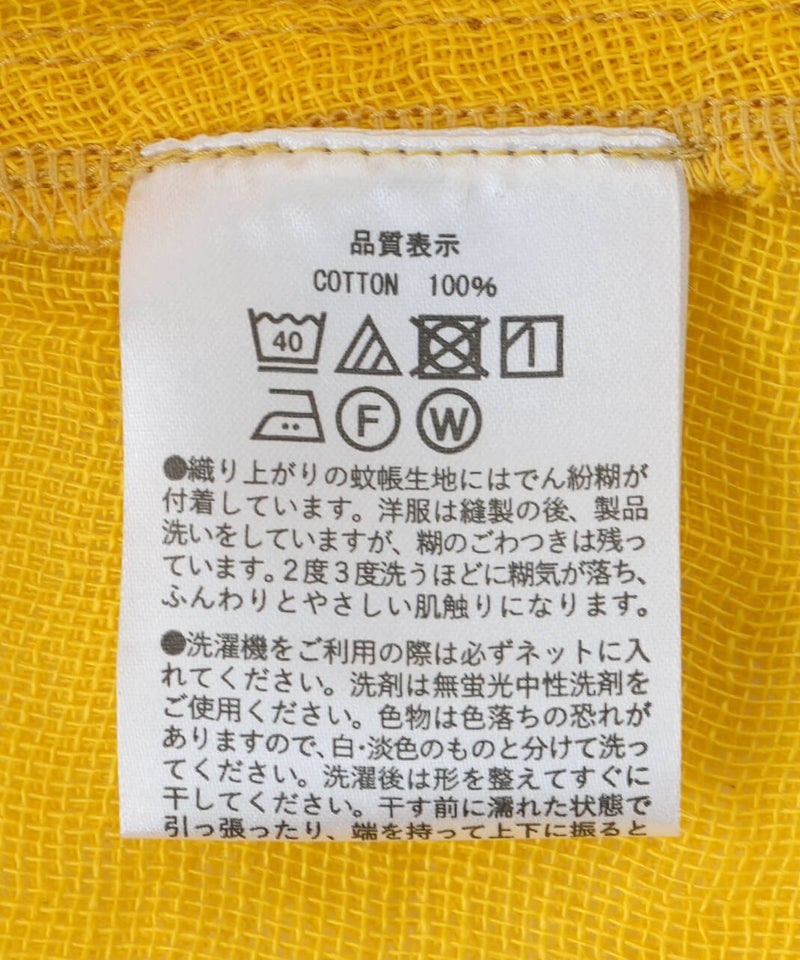 品質表示
COTTON 100%
40
F W
●織り上がりの蚊帳生地にはでん紛糊が
付着しています。洋服は縫製の後、製品
洗いをしていますが、糊のごわつきは残っ
ています。2度3度洗うほどに糊気が落ち、
ふんわりとやさしい肌触りになります。
●洗濯機をご利用の際は必ずネットに入
れてください。洗剤は無蛍光中性洗剤を
ご使用ください。色物は色落ちの恐れが
ありますので、白・淡色のものと分けて洗っ
てください。洗濯後は形を整えてすぐに
干してください。干す前に濡れた状態で
引っ張ったり、端を持って上下に振ると